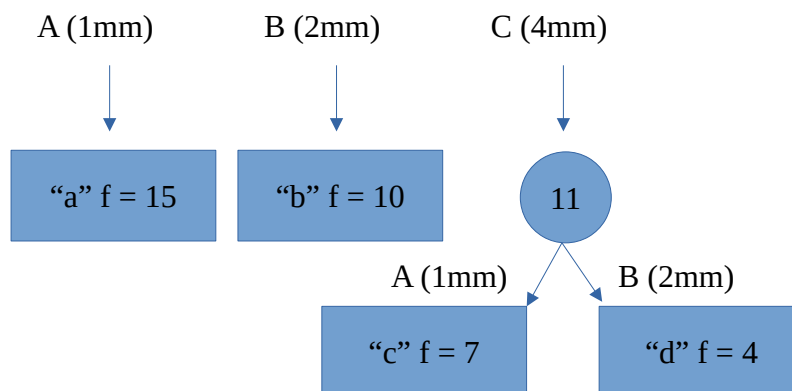 A (1mm) B (2mm) C (4mm)
“a” f = 15 “b” f = 10 11
A (1mm) B (2mm)
“c” f = 7 “d” f = 4